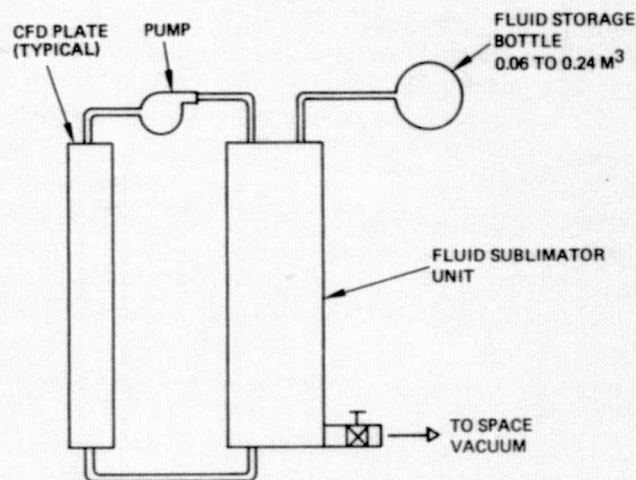 CFD PLATE
(TYPICAL)
PUMP
FLUID STORAGE
BOTTLE
0.06 TO 0.24 M³
FLUID SUBLIMATOR
UNIT
TO SPACE
VACUUM